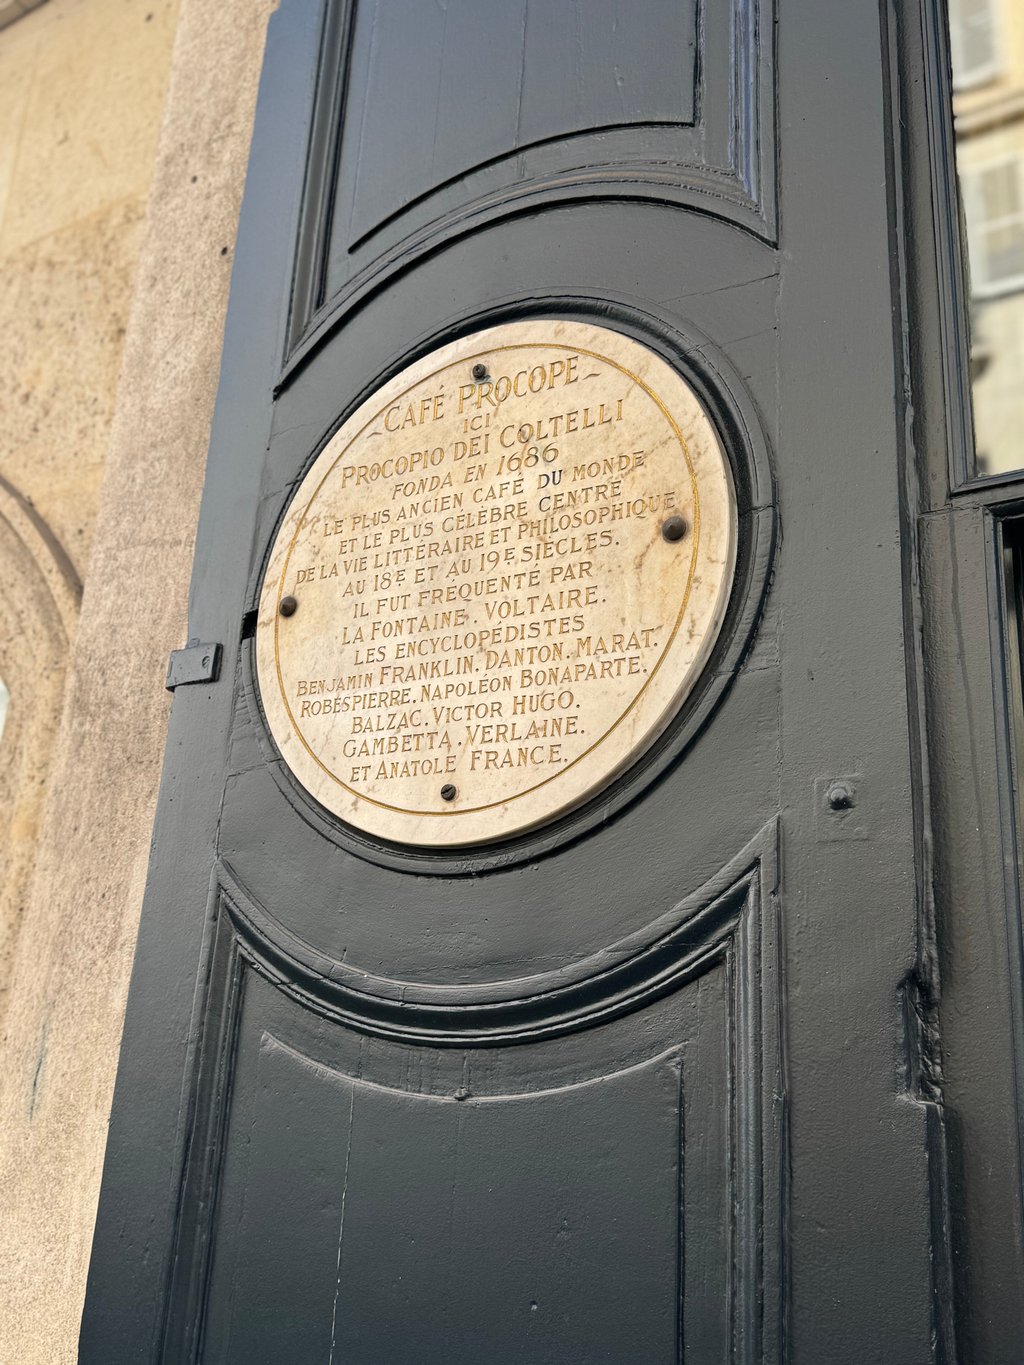 CAFÉ PROCOPE
ICI
PROCOPIO DEI COLTELLI
FONDA EN 1686
LE PLUS ANCIEN CAFÉ DU MONDE
ET LE PLUS CÉLÈBRE CENTRE
DE LA VIE LITTÉRAIRE ET PHILOSOPHIQUE
AU 18E ET AU 19E SIÈCLES.
IL FUT FRÉQUENTÉ PAR
LA FONTAINE. VOLTAIRE.
LES ENCYCLOPÉDISTES
BENJAMIN FRANKLIN. DANTON. MARAT.
ROBESPIERRE. NAPOLÉON BONAPARTE.
BALZAC. VICTOR HUGO.
GAMBETTA. VERLAINE.
ET ANATOLE FRANCE.